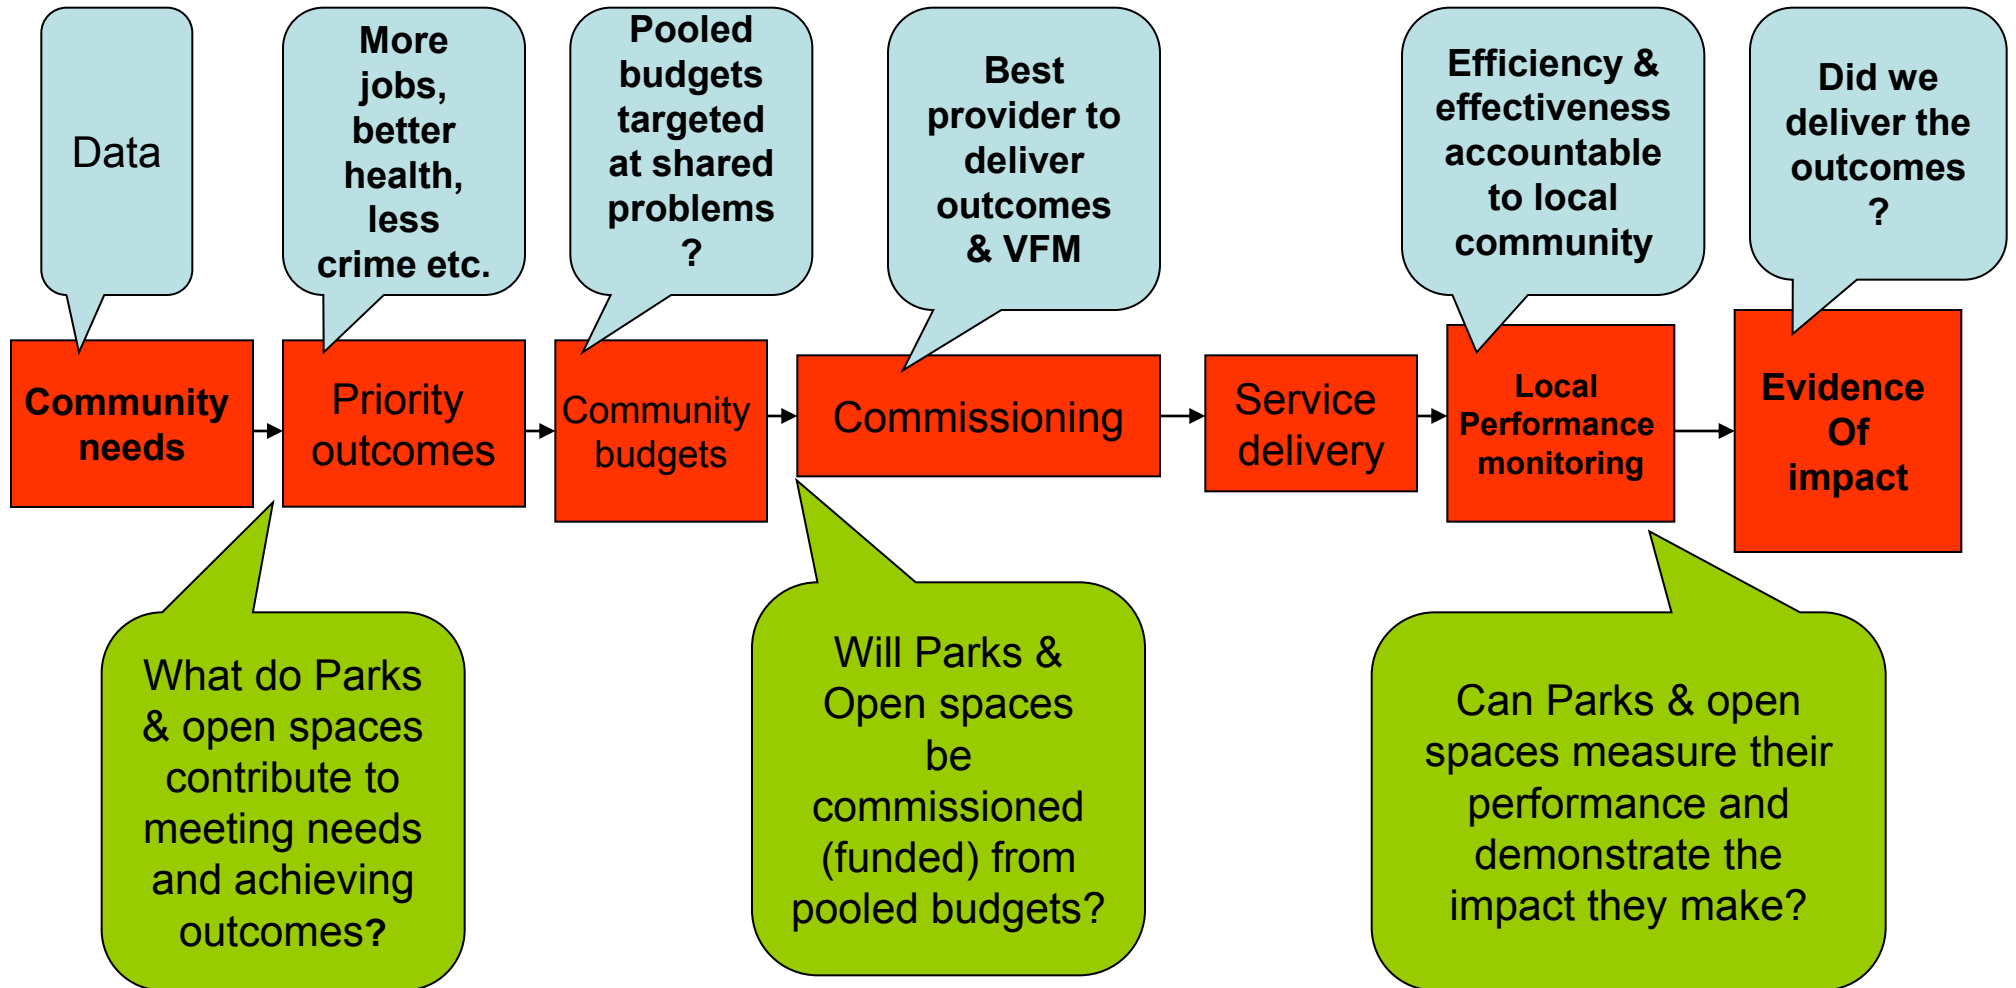 Data
More
jobs,
better
health,
less
crime etc.
Pooled
budgets
targeted
at shared
problems
?
Best
provider to
deliver
outcomes
& VFM
Efficiency &
effectiveness
accountable
to local
community
Did we
deliver the
outcomes
?
Community
needs
Priority
outcomes
Community
budgets
Commissioning
Service
delivery
Local
Performance
monitoring
Evidence
Of
impact
What do Parks
& open spaces
contribute to
meeting needs
and achieving
outcomes?
Will Parks &
Open spaces
be
commissioned
(funded) from
pooled budgets?
Can Parks & open
spaces measure their
performance and
demonstrate the
impact they make?